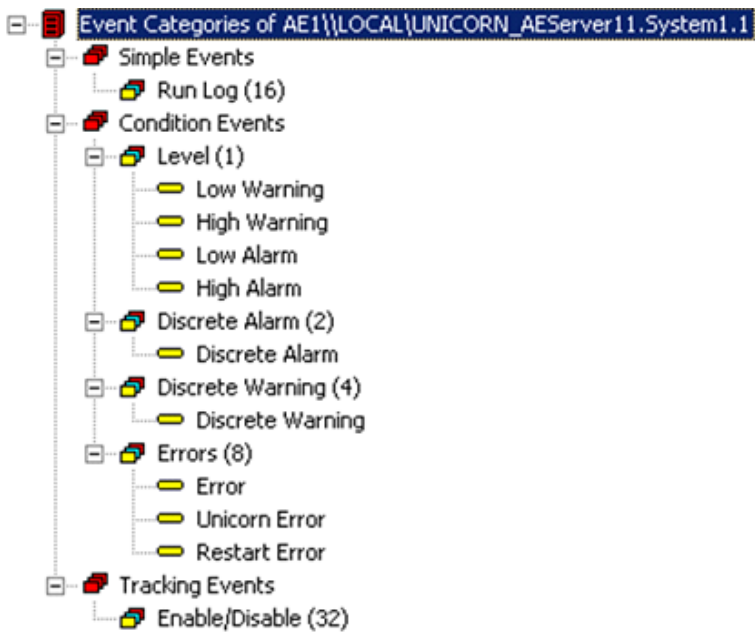 Event Categories of AE1\\LOCAL\UNICORN_AEServer11.System1.1
Simple Events
Run Log (16)
Condition Events
Level (1)
Low Warning
High Warning
Low Alarm
High Alarm
Discrete Alarm (2)
Discrete Alarm
Discrete Warning (4)
Discrete Warning
Errors (8)
Error
Unicorn Error
Restart Error
Tracking Events
Enable/Disable (32)